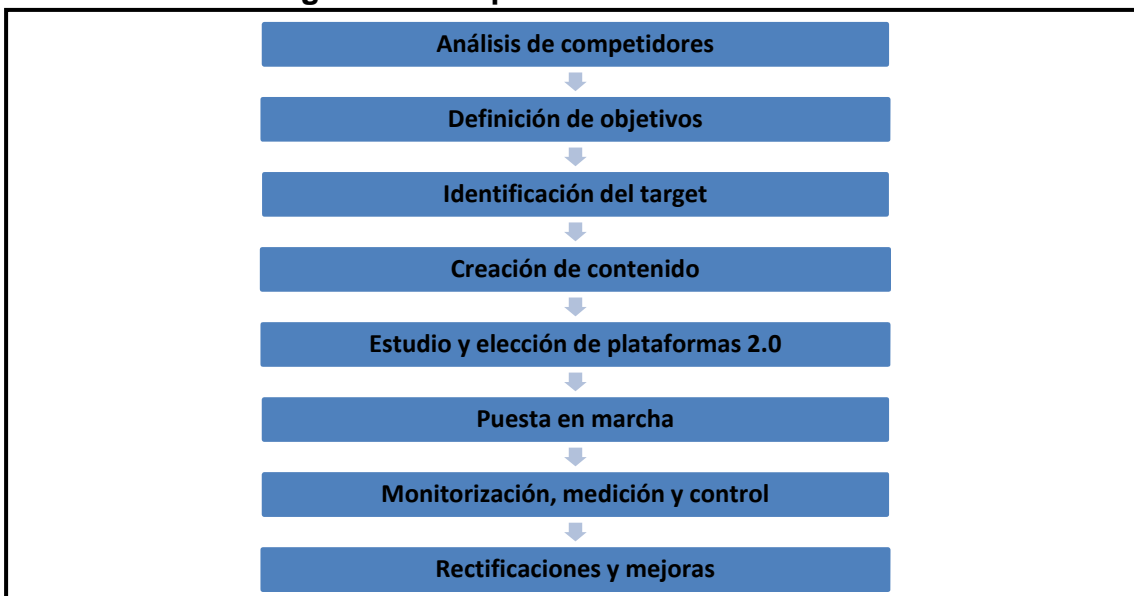 Análisis de competidores
Definición de objetivos
Identificación del target
Creación de contenido
Estudio y elección de plataformas 2.0
Puesta en marcha
Monitorización, medición y control
Rectificaciones y mejoras